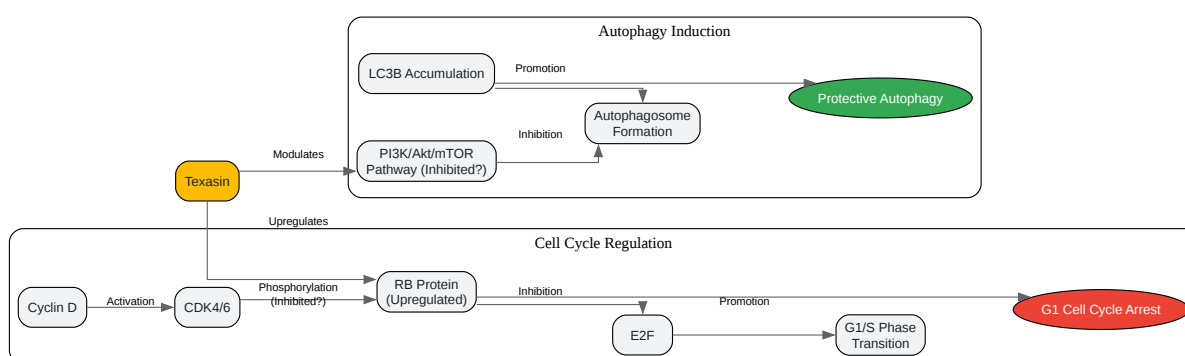 Autophagy Induction
LC3B Accumulation
Promotion
Protective Autophagy
Autophagosome
Formation
Inhibition
PI3K/Akt/mTOR
Pathway (Inhibited?)
Modulates
Texasin
Upregulates
Cell Cycle Regulation
Cyclin D
Activation
CDK4/6
Phosphorylation
(Inhibited?)
RB Protein
(Upregulated)
Inhibition
Promotion
G1 Cell Cycle Arrest
E2F
G1/S Phase
Transition